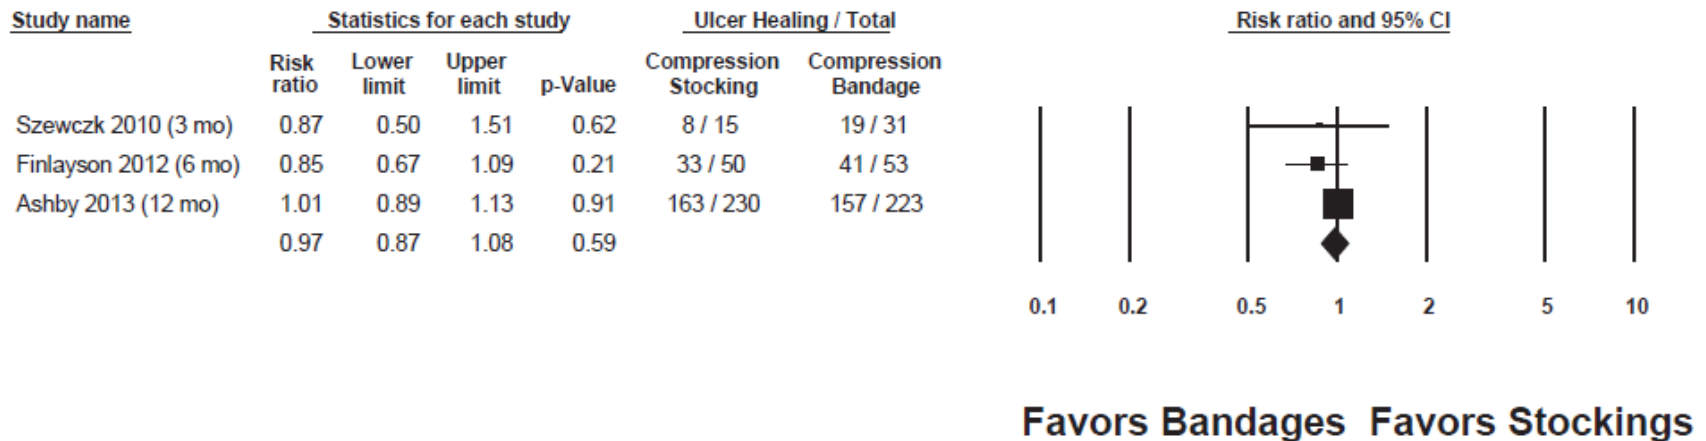 Study name Statistics for each study Ulcer Healing / Total Risk ratio and 95% CI
Risk ratio Lower limit Upper limit p-Value Compression Stocking Compression Bandage
Szewczk 2010 (3 mo) 0.87 0.50 1.51 0.62 8 / 15 19 / 31
Finlayson 2012 (6 mo) 0.85 0.67 1.09 0.21 33 / 50 41 / 53
Ashby 2013 (12 mo) 1.01 0.89 1.13 0.91 163 / 230 157 / 223
0.97 0.87 1.08 0.59
0.1 0.2 0.5 1 2 5 10
Favors Bandages Favors Stockings